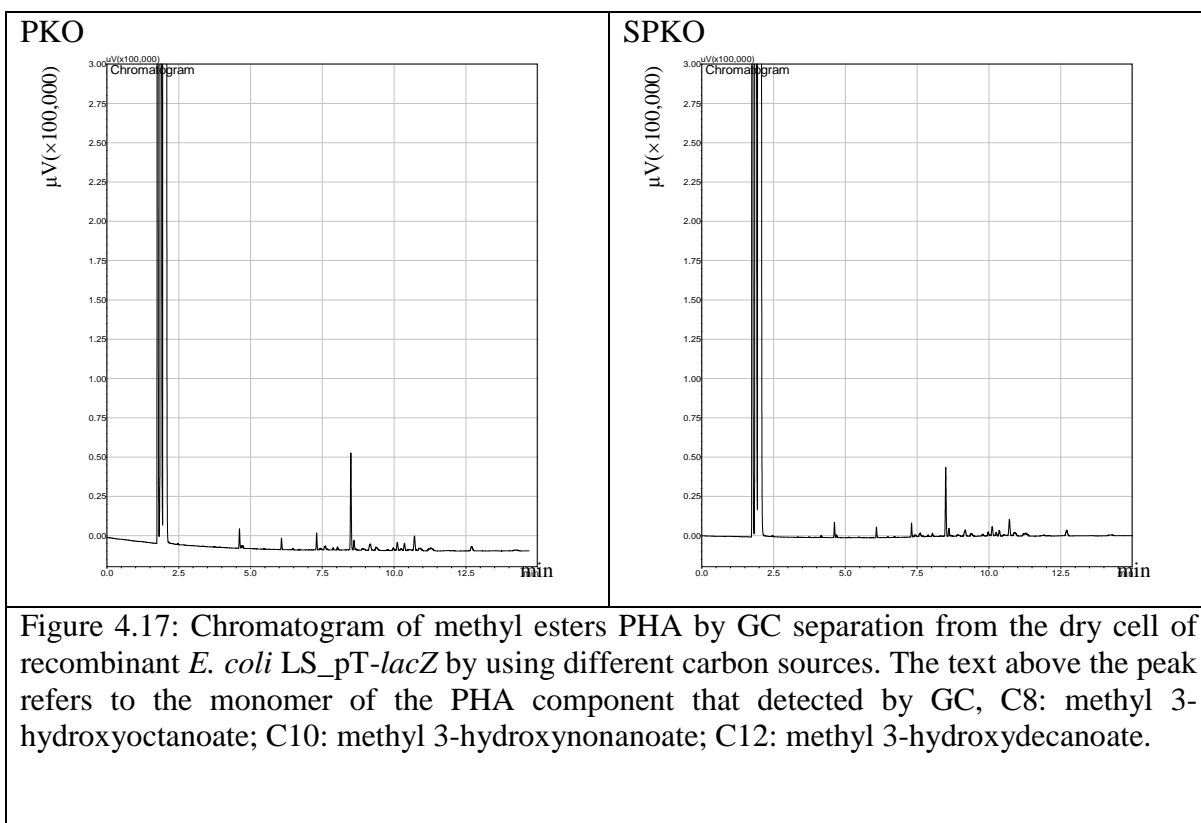 PKO
uV(x100,000)
Chromatogram
μV(×100,000)
3.00
2.75
2.50
2.25
2.00
1.75
1.50
1.25
1.00
0.75
0.50
0.25
0.00
0.0 2.5 5.0 7.5 10.0 12.5 min
SPKO
uV(x100,000)
Chromatogram
μV(×100,000)
3.00
2.75
2.50
2.25
2.00
1.75
1.50
1.25
1.00
0.75
0.50
0.25
0.00
0.0 2.5 5.0 7.5 10.0 12.5 min
Figure 4.17: Chromatogram of methyl esters PHA by GC separation from the dry cell of
recombinant E. coli LS_pT-lacZ by using different carbon sources. The text above the peak
refers to the monomer of the PHA component that detected by GC, C8: methyl 3-
hydroxyoctanoate; C10: methyl 3-hydroxynonanoate; C12: methyl 3-hydroxydecanoate.